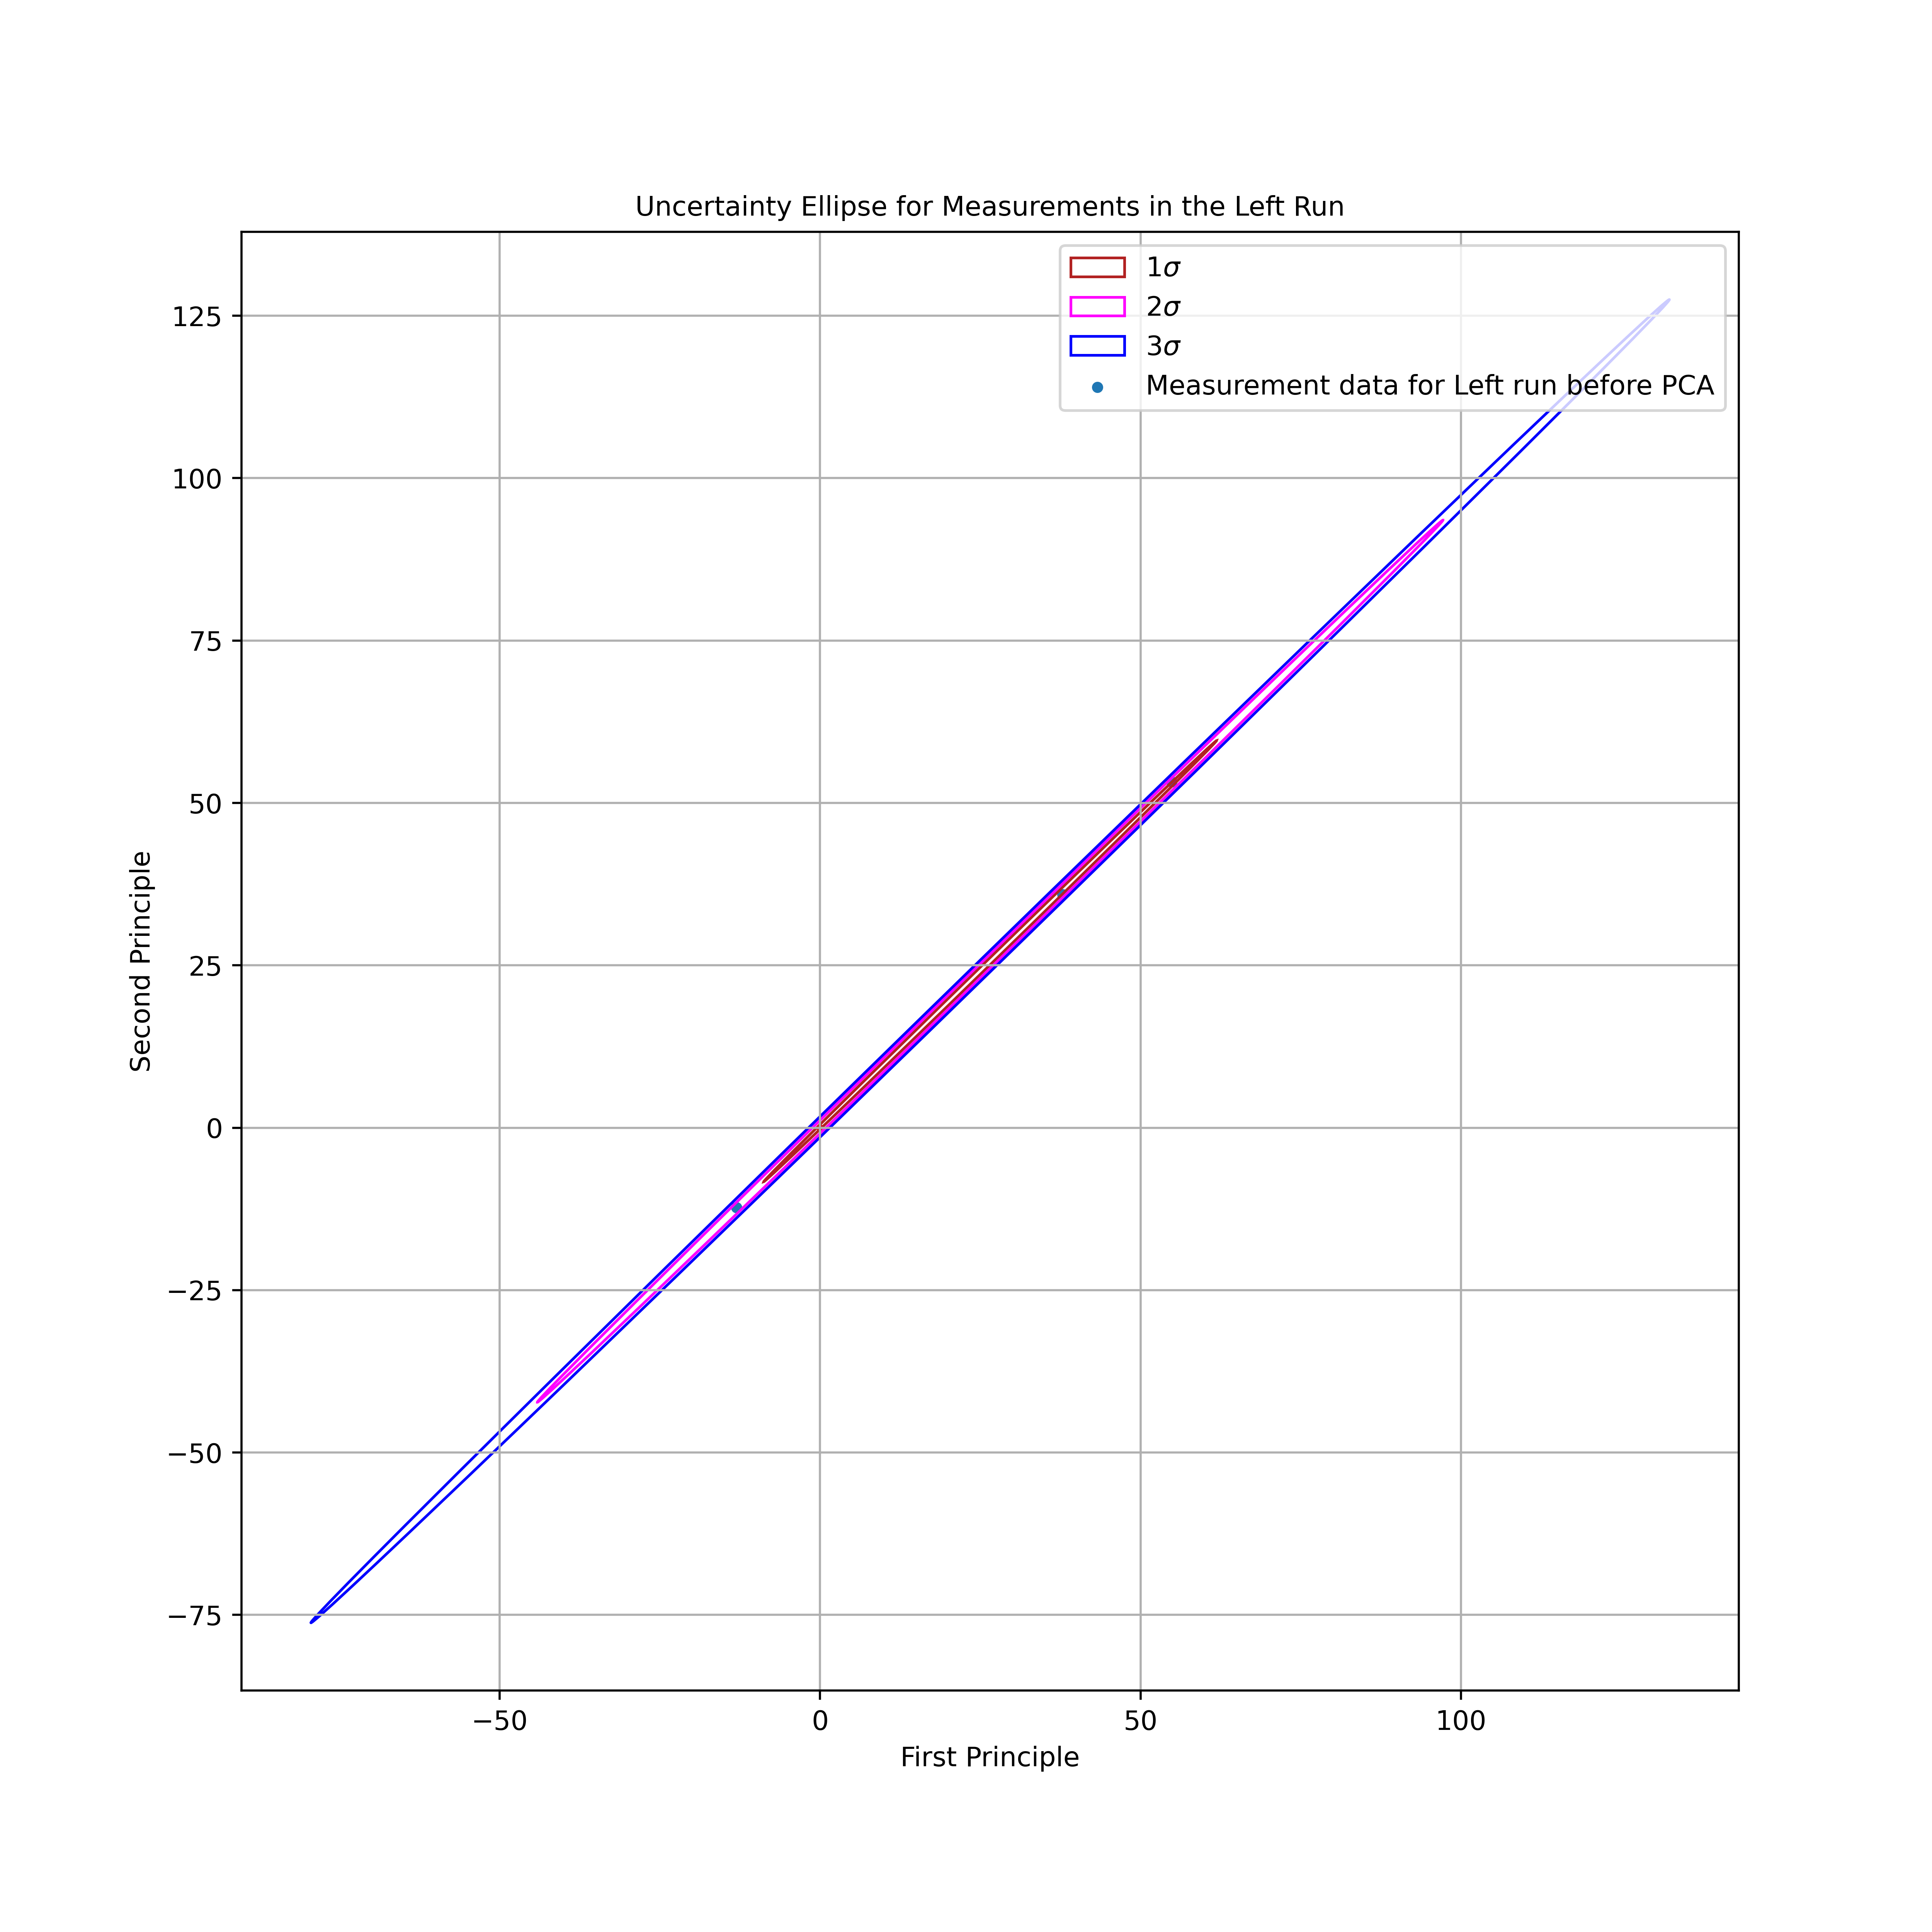 Uncertainty Ellipse for Measurements in the Left Run
1σ
2σ
3σ
Measurement data for Left run before PCA
125
100
75
50
25
0
−25
−50
−75
Second Principle
−50 0 50 100
First Principle